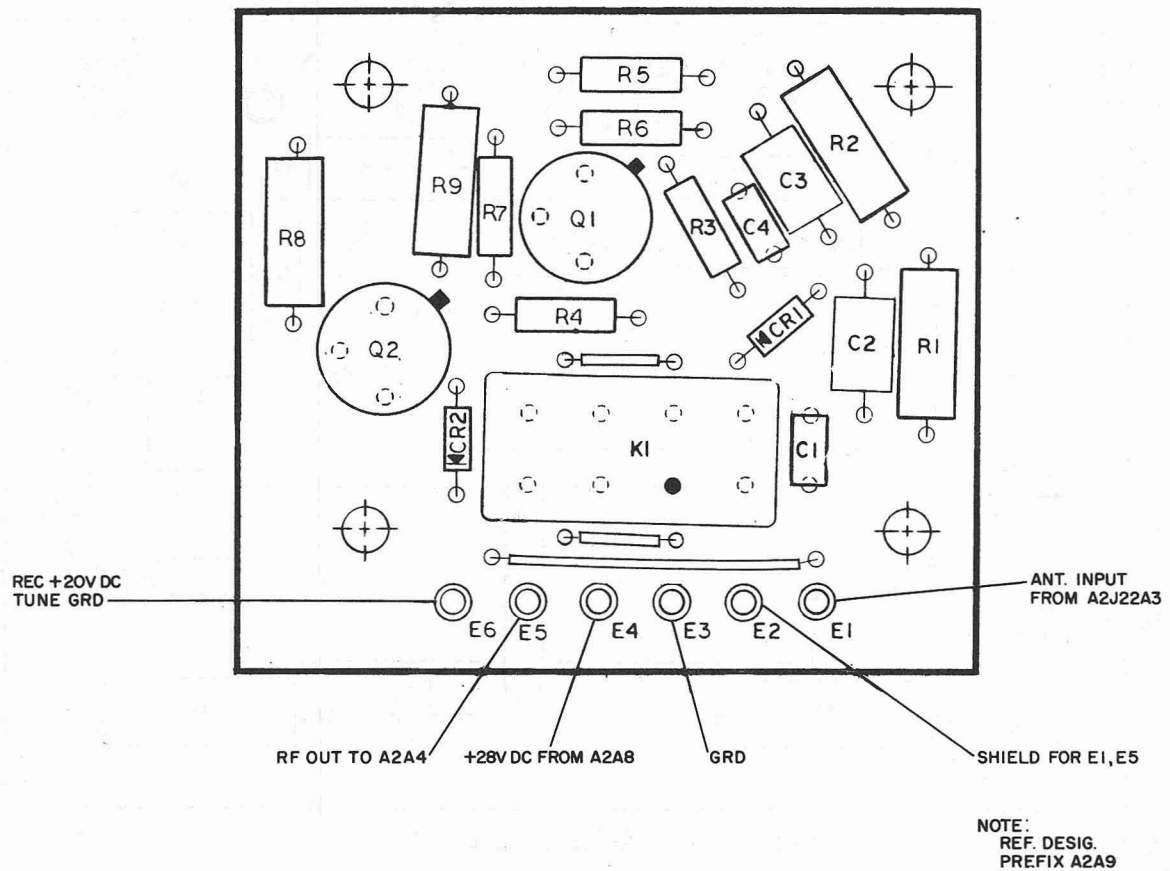 R5
R6
R2
C3
R9
R7
Q1
R3
C4
R8
R4
CR1
C2
R1
Q2
CR2
K1
C1
REC +20V DC
TUNE GRD
E6
E5
E4
E3
E2
E1
ANT. INPUT
FROM A2J22A3
RF OUT TO A2A4
+28V DC FROM A2A8
GRD
SHIELD FOR E1, E5
NOTE:
REF. DESIG.
PREFIX A2A9